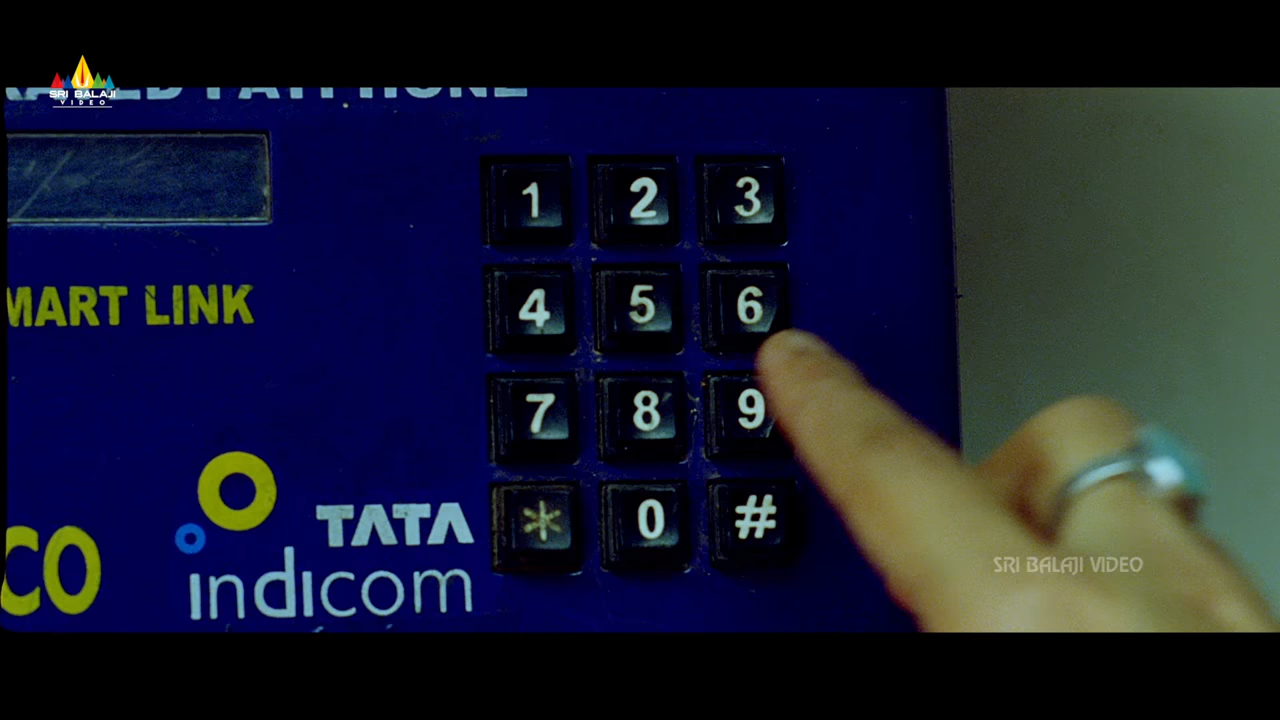 SRI BALAJI
VIDEO
PAYPHONE
1 2 3
MART LINK
4 5 6
7 8 9
CO
TATA
indicom
* 0 #
SRI BALAJI VIDEO